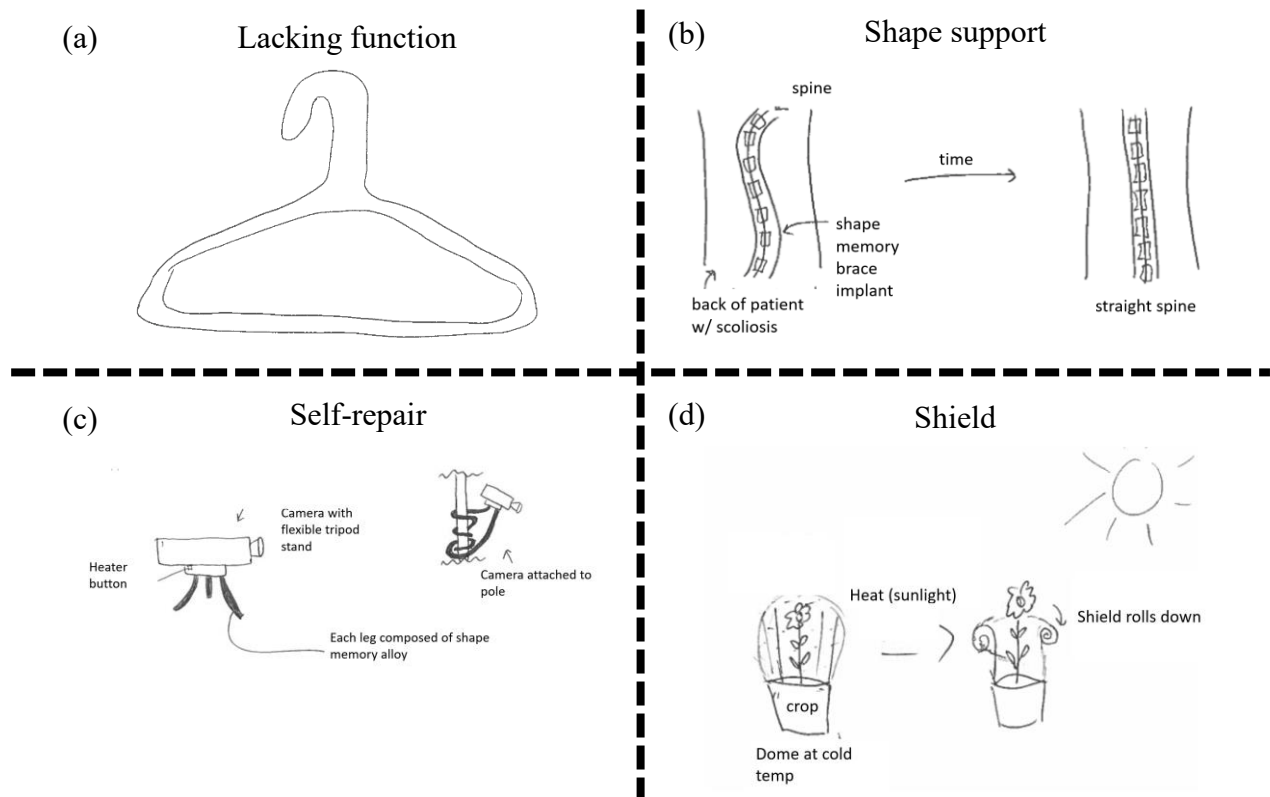 (a)
Lacking function
(b)
Shape support
spine
time
shape
memory
brace
implant
back of patient
w/ scoliosis
straight spine
(c)
Self-repair
Camera with
flexible tripod
stand
Heater
button
Camera attached to
pole
Each leg composed of shape
memory alloy
(d)
Shield
Heat (sunlight)
Shield rolls down
crop
Dome at cold
temp